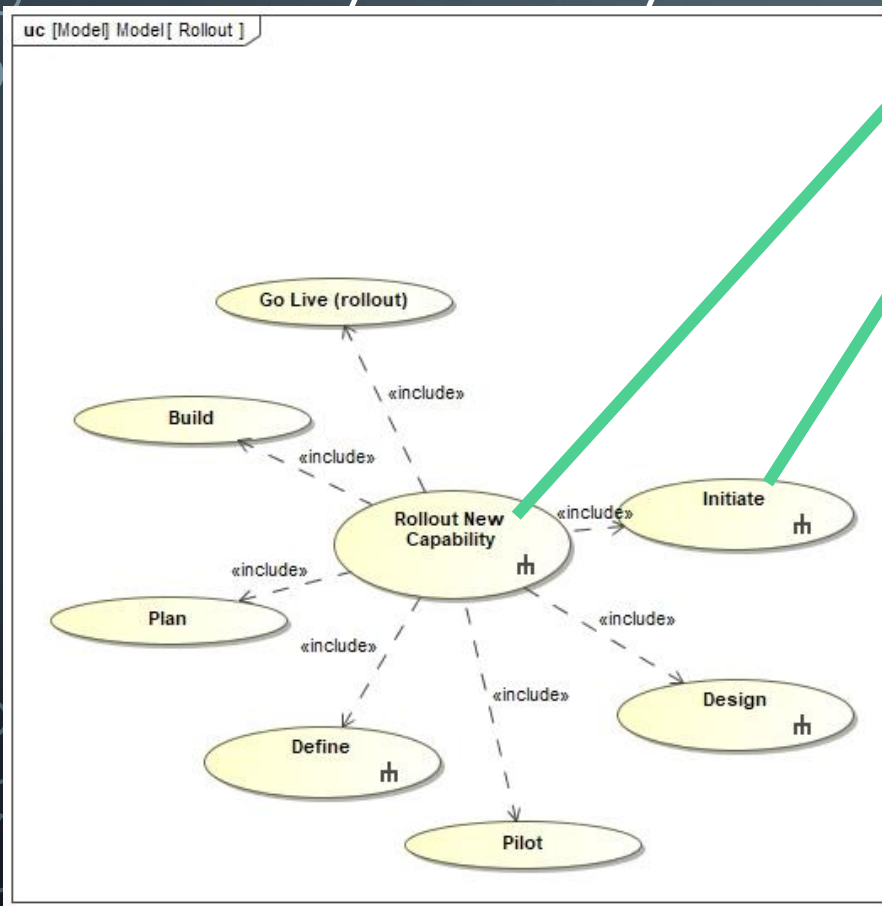 uc [Model] Model[ Rollout ]
Go Live (rollout)
«include»
Build
«include»
Rollout New
Capability
«include»
Initiate
«include»
Plan
«include»
«include»
Design
«include»
Define
Pilot